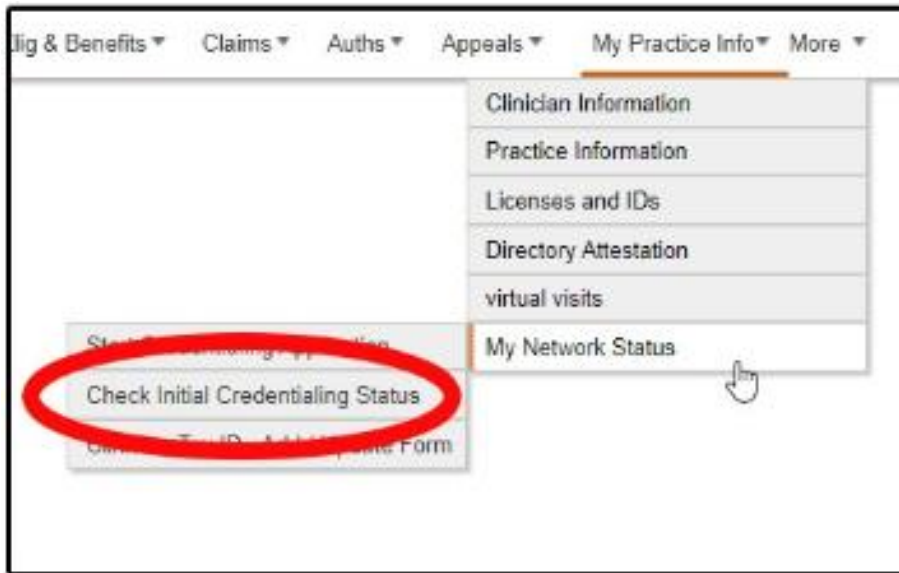 lig & Benefits Claims Auths Appeals My Practice Info More
Clinician Information
Practice Information
Licenses and IDs
Directory Attestation
virtual visits
My Network Status
Check Initial Credentialing Status
Form